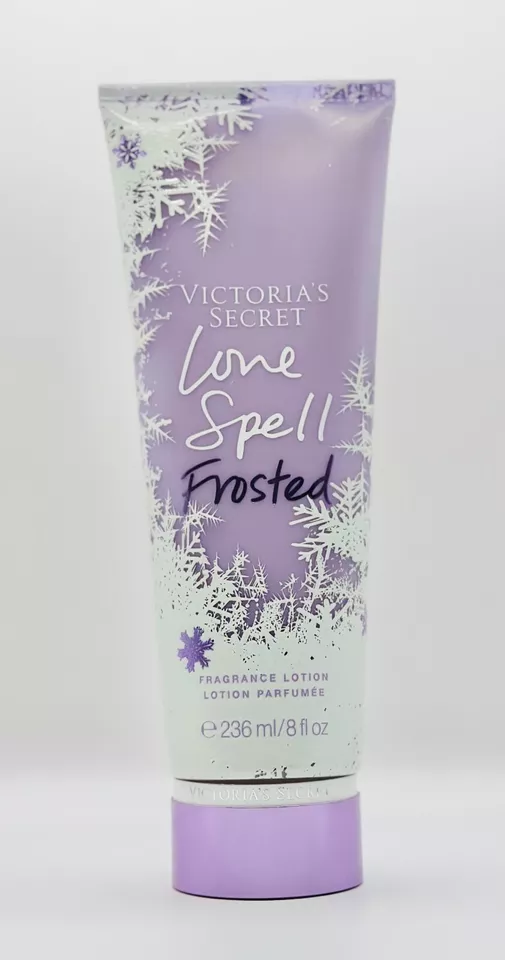 VICTORIA'S
SECRET
Love
Spell
Frosted
FRAGRANCE LOTION
LOTION PARFUMÉE
℮ 236 ml/8 fl oz
VICTORIA'S SECRET